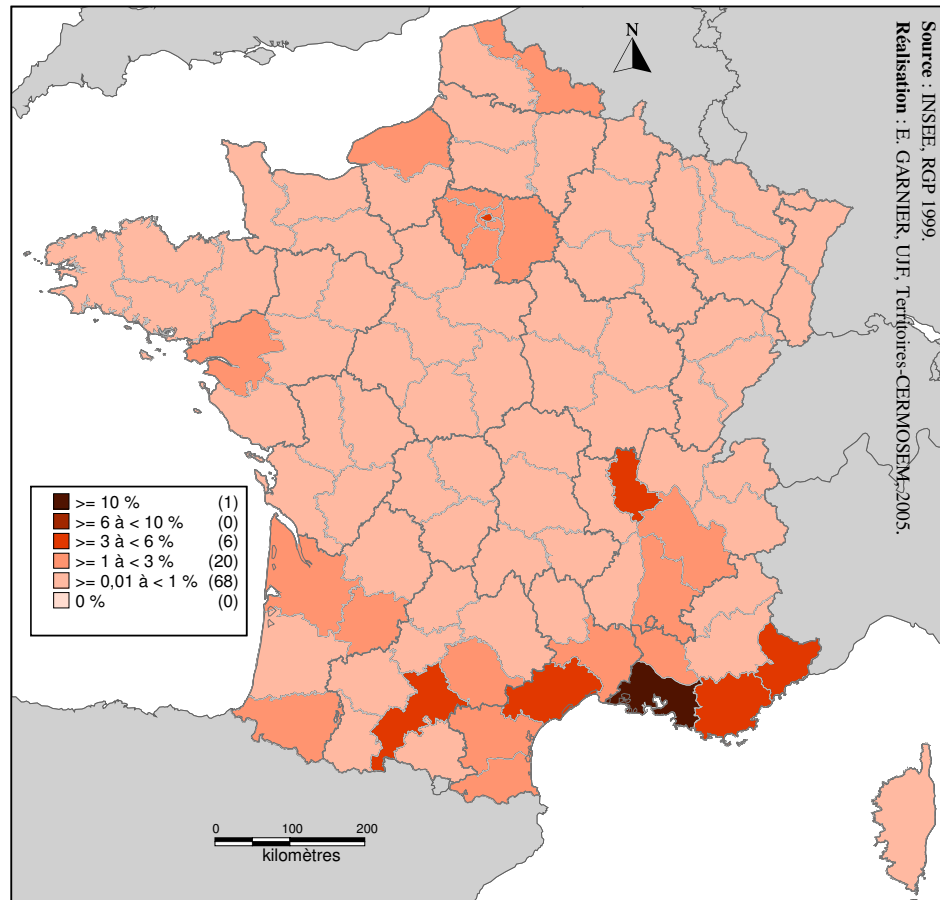 N
Source : INSEE, RGP 1999.
Réalisation : E. GARNIER, UJF, Territoires-CERMOSEM, 2005.
>= 10 % (1)
>= 6 à < 10 % (0)
>= 3 à < 6 % (6)
>= 1 à < 3 % (20)
>= 0,01 à < 1 % (68)
0 % (0)
0 100 200
kilomètres